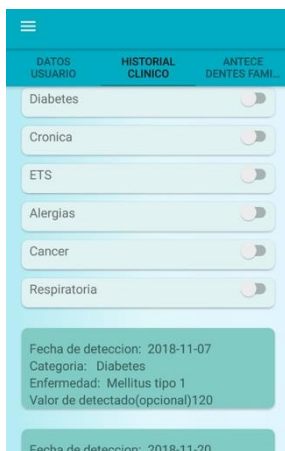 DATOS
USUARIO
HISTORIAL
CLINICO
ANTECE
DENTES FAMI...
Diabetes
Cronica
ETS
Alergias
Cancer
Respiratoria
Fecha de deteccion: 2018-11-07
Categoria: Diabetes
Enfermedad: Mellitus tipo 1
Valor de detectado(opcional)120
Fecha de deteccion: 2018-11-20